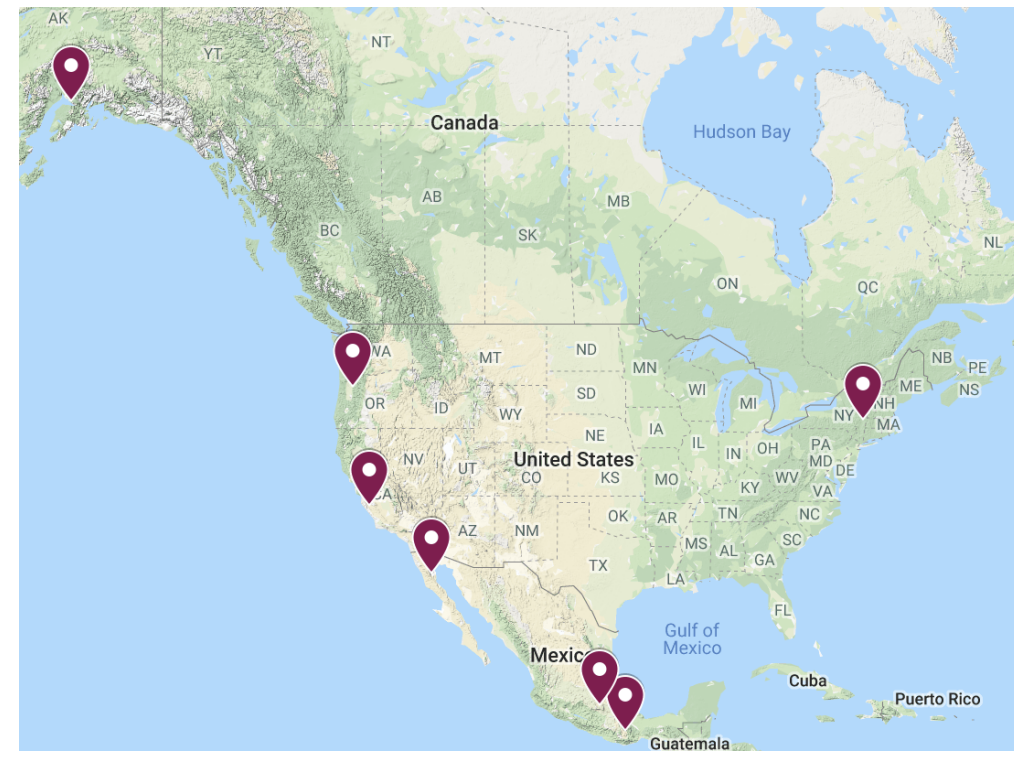 AK
YT
NT
Canada
Hudson Bay
AB
MB
BC
SK
NL
ON
QC
WA
MT
ND
MN
NB
PE
OR
ID
SD
WI
MI
ME
NS
WY
NH
NY
MA
NE
IA
NV
UT
United States
IL
IN
OH
PA
MD
DE
CO
KS
MO
KY
WV
VA
CA
AZ
NM
OK
AR
TN
NC
MS
AL
SC
GA
TX
LA
FL
Gulf of
Mexico
Mexico
Cuba
Puerto Rico
Guatemala